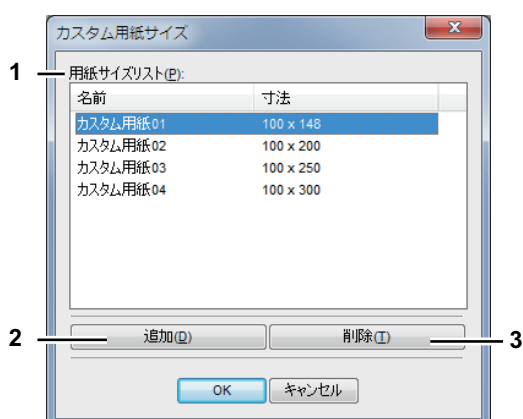 カスタム用紙サイズ
1
用紙サイズリスト(P):
名前 寸法
カスタム用紙01 100 x 148
カスタム用紙02 100 x 200
カスタム用紙03 100 x 250
カスタム用紙04 100 x 300
2 追加(D) 削除(T) 3
OK キャンセル